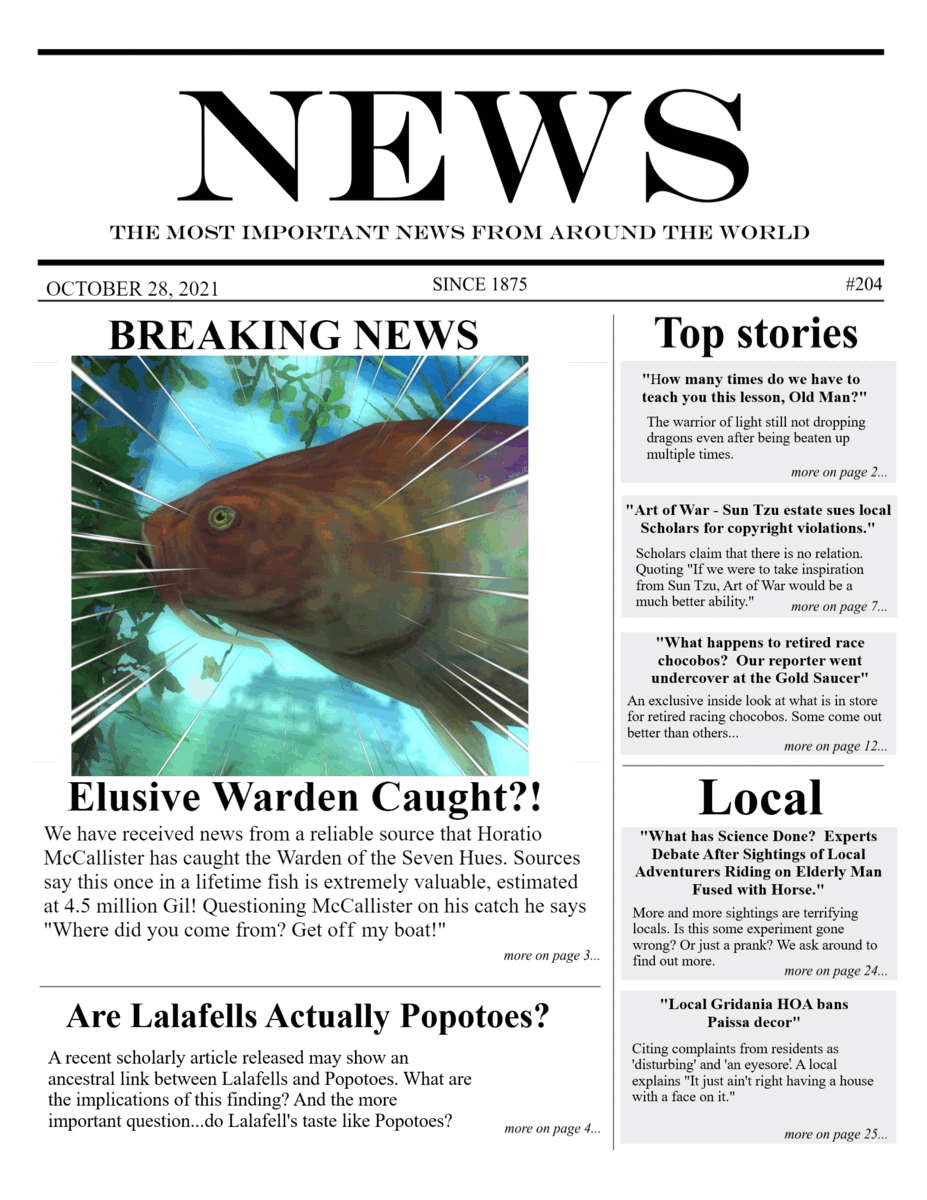 NEWS
THE MOST IMPORTANT NEWS FROM AROUND THE WORLD
OCTOBER 28, 2021
SINCE 1875
#204
BREAKING NEWS
Elusive Warden Caught?!
We have received news from a reliable source that Horatio
McCallister has caught the Warden of the Seven Hues. Sources
say this once in a lifetime fish is extremely valuable, estimated
at 4.5 million Gil! Questioning McCallister on his catch he says
"Where did you come from? Get off my boat!"
more on page 3...
Are Lalafells Actually Popotoes?
A recent scholarly article released may show an
ancestral link between Lalafells and Popotoes. What are
the implications of this finding? And the more
important question...do Lalafell's taste like Popotoes?
more on page 4...
Top stories
"How many times do we have to
teach you this lesson, Old Man?"
The warrior of light still not dropping
dragons even after being beaten up
multiple times.
more on page 2...
"Art of War - Sun Tzu estate sues local
Scholars for copyright violations."
Scholars claim that there is no relation.
Quoting "If we were to take inspiration
from Sun Tzu, Art of War would be a
much better ability."
more on page 7...
"What happens to retired race
chocobos? Our reporter went
undercover at the Gold Saucer"
An exclusive inside look at what is in store
for retired racing chocobos. Some come out
better than others...
more on page 12...
Local
"What has Science Done? Experts
Debate After Sightings of Local
Adventurers Riding on Elderly Man
Fused with Horse."
More and more sightings are terrifying
locals. Is this some experiment gone
wrong? Or just a prank? We ask around to
find out more.
more on page 24...
"Local Gridania HOA bans
Paissa decor"
Citing complaints from residents as
'disturbing' and 'an eyesore'. A local
explains "It just ain't right having a house
with a face on it."
more on page 25...